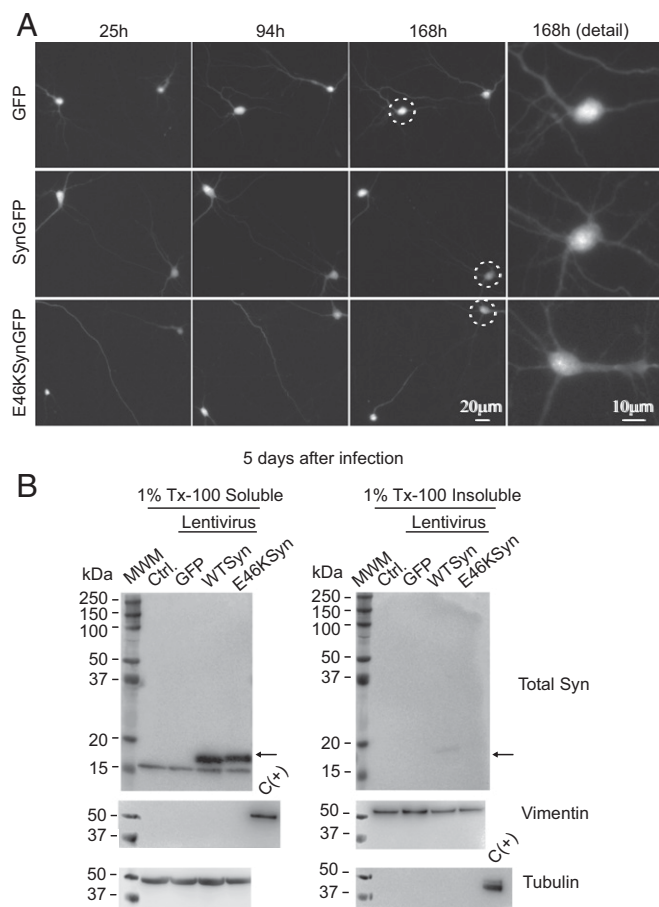 A
25h 94h 168h 168h (detail)
GFP
SynGFP
E46KSynGFP
20µm 10µm
5 days after infection
B
1% Tx-100 Soluble 1% Tx-100 Insoluble
Lentivirus Lentivirus
kDa MWM Ctrl. GFP WTSyn E46KSyn kDa MWM Ctrl. GFP WTSyn E46KSyn
250 250
150 150
100 100
50 50
37 37
Total Syn
20 20
15 15
C(+)
50 50 Vimentin
37 37
C(+)
50 50 Tubulin
37 37